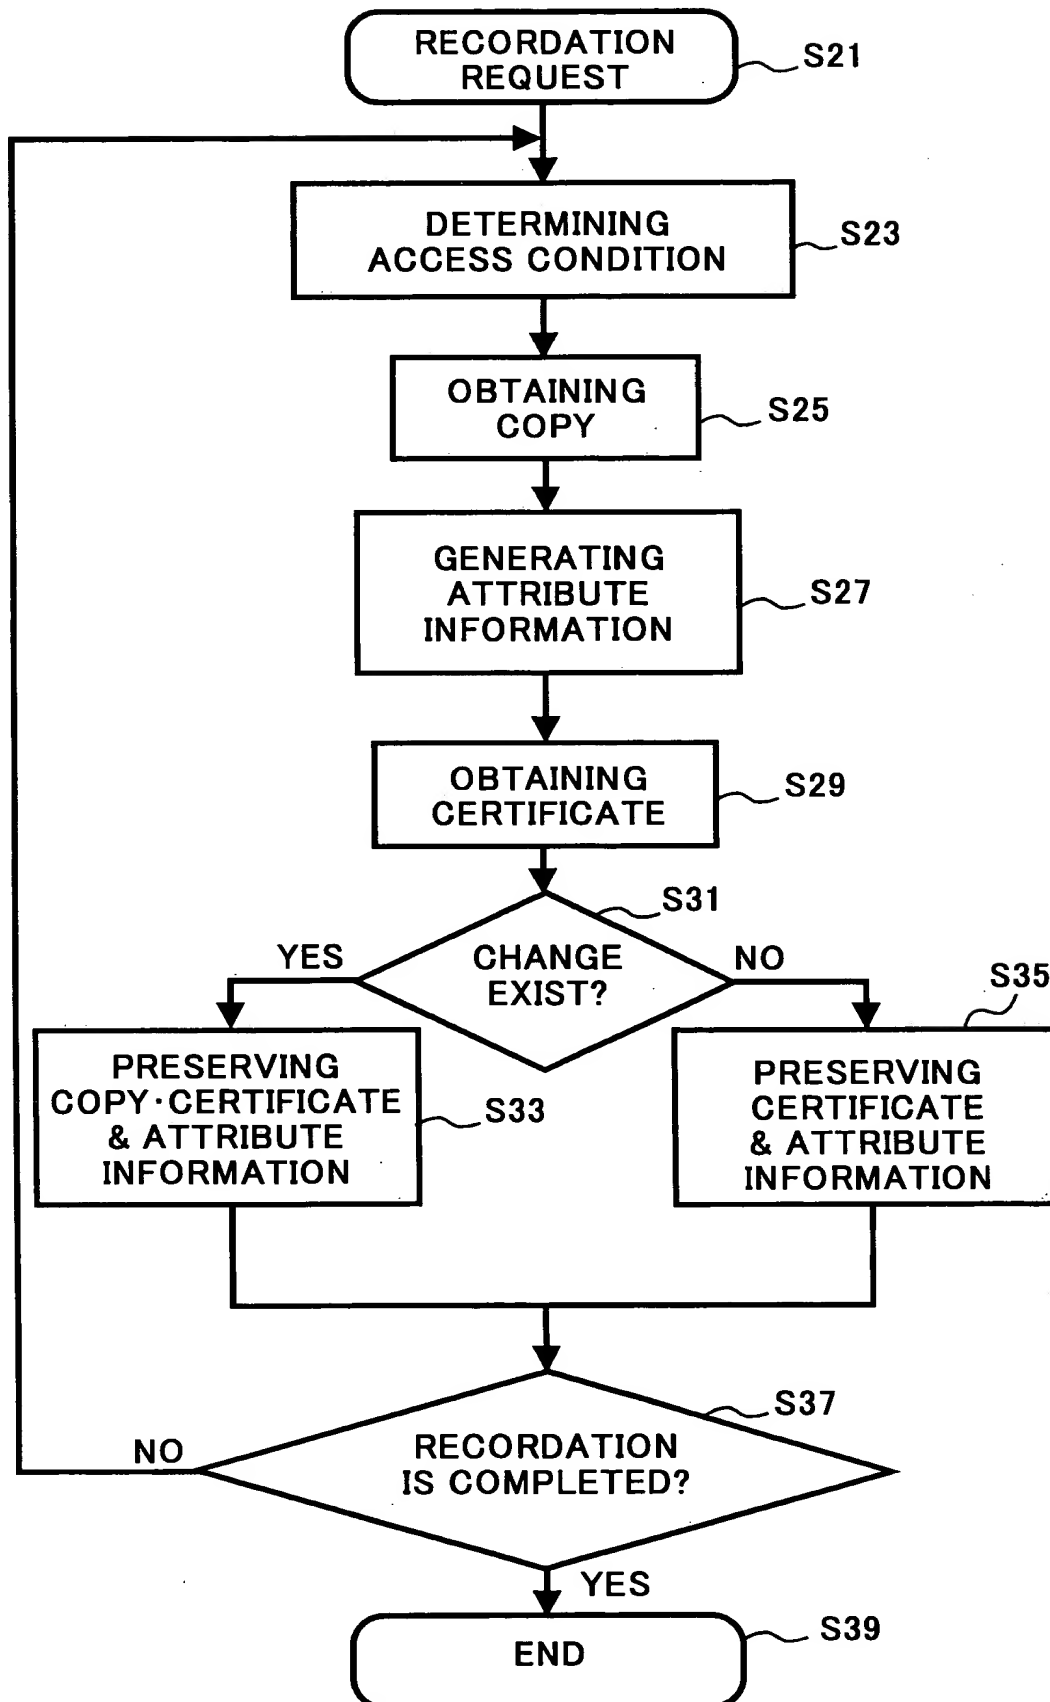 RECORDATION
REQUEST
S21
DETERMINING
ACCESS CONDITION
S23
OBTAINING
COPY
S25
GENERATING
ATTRIBUTE
INFORMATION
S27
OBTAINING
CERTIFICATE
S29
S31
CHANGE
EXIST?
YES
NO
PRESERVING
COPY·CERTIFICATE
& ATTRIBUTE
INFORMATION
S33
S35
PRESERVING
CERTIFICATE
& ATTRIBUTE
INFORMATION
S37
RECORDATION
IS COMPLETED?
NO
YES
END
S39